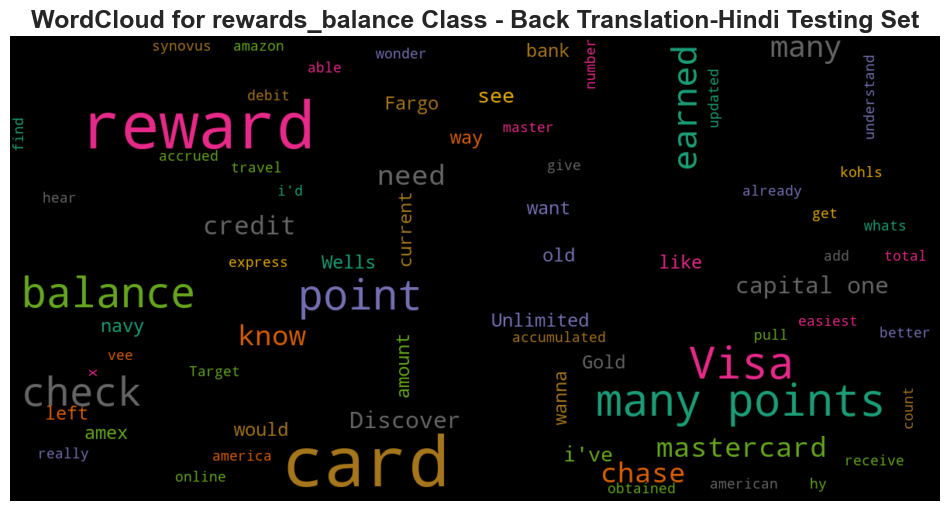 WordCloud for rewards_balance Class - Back Translation-Hindi Testing Set
synovus amazon wonder bank number many
able earned updated understand
debit Fargo see
reward way master
find accrued travel need give kohls
hear i'd current want already get
credit whats
express Wells old like add total
balance point capital one
navy know Unlimited accumulated easiest pull better
vee amount Gold Visa
x Target wanna many points count
check
left Discover
amex would i've mastercard
really america card chase receive
online obtained american hy